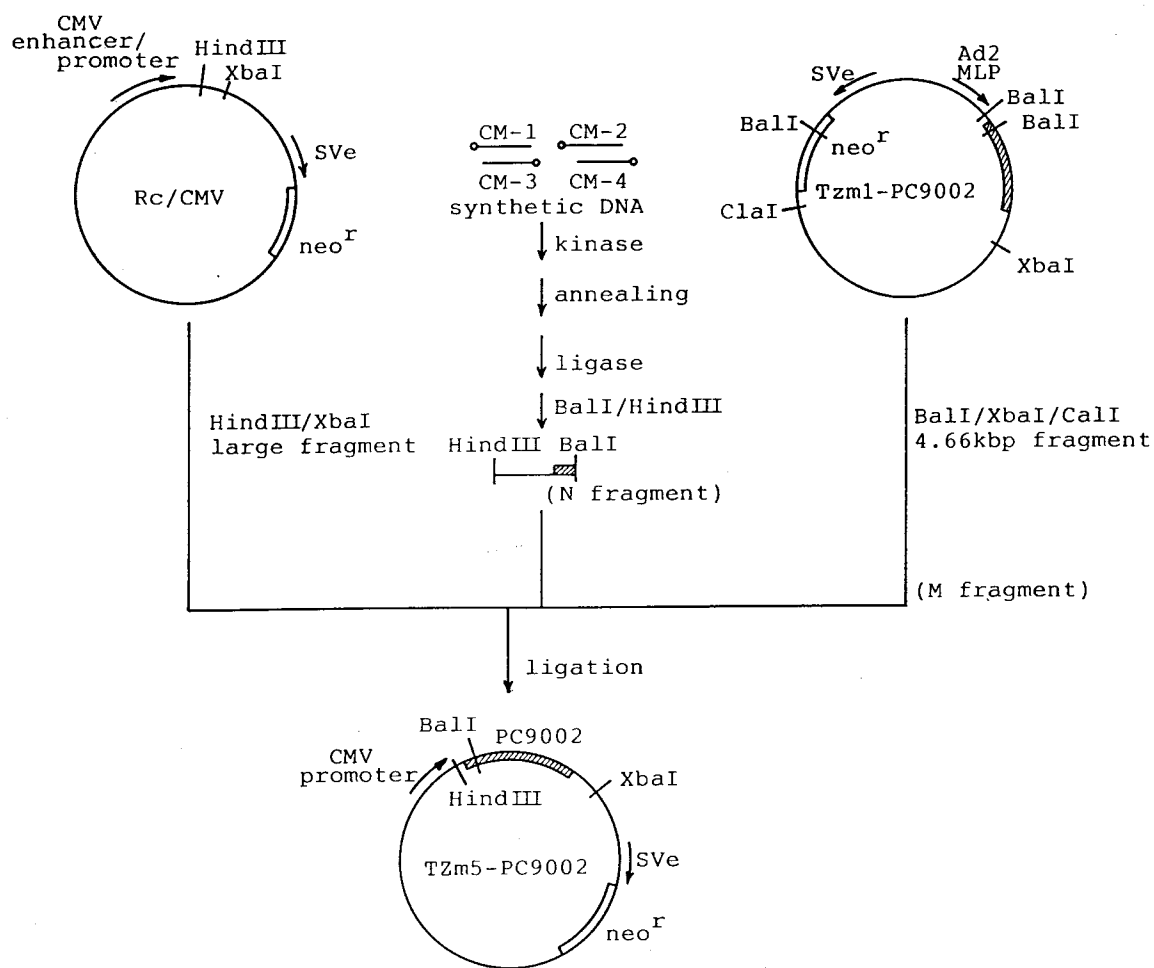 CMV
enhancer/
promoter
HindIII
XbaI
SVe
Rc/CMV
neoʳ
CM-1
CM-2
CM-3
CM-4
synthetic DNA
kinase
annealing
ligase
BalI/HindIII
HindIII BalI
(N fragment)
SVe
Ad2
MLP
BalI
BalI
BalI
neoʳ
Tzm1-PC9002
ClaI
XbaI
HindIII/XbaI
large fragment
BalI/XbaI/CalI
4.66kbp fragment
(M fragment)
ligation
BalI
PC9002
CMV
promoter
HindIII
XbaI
TZm5-PC9002
SVe
neoʳ